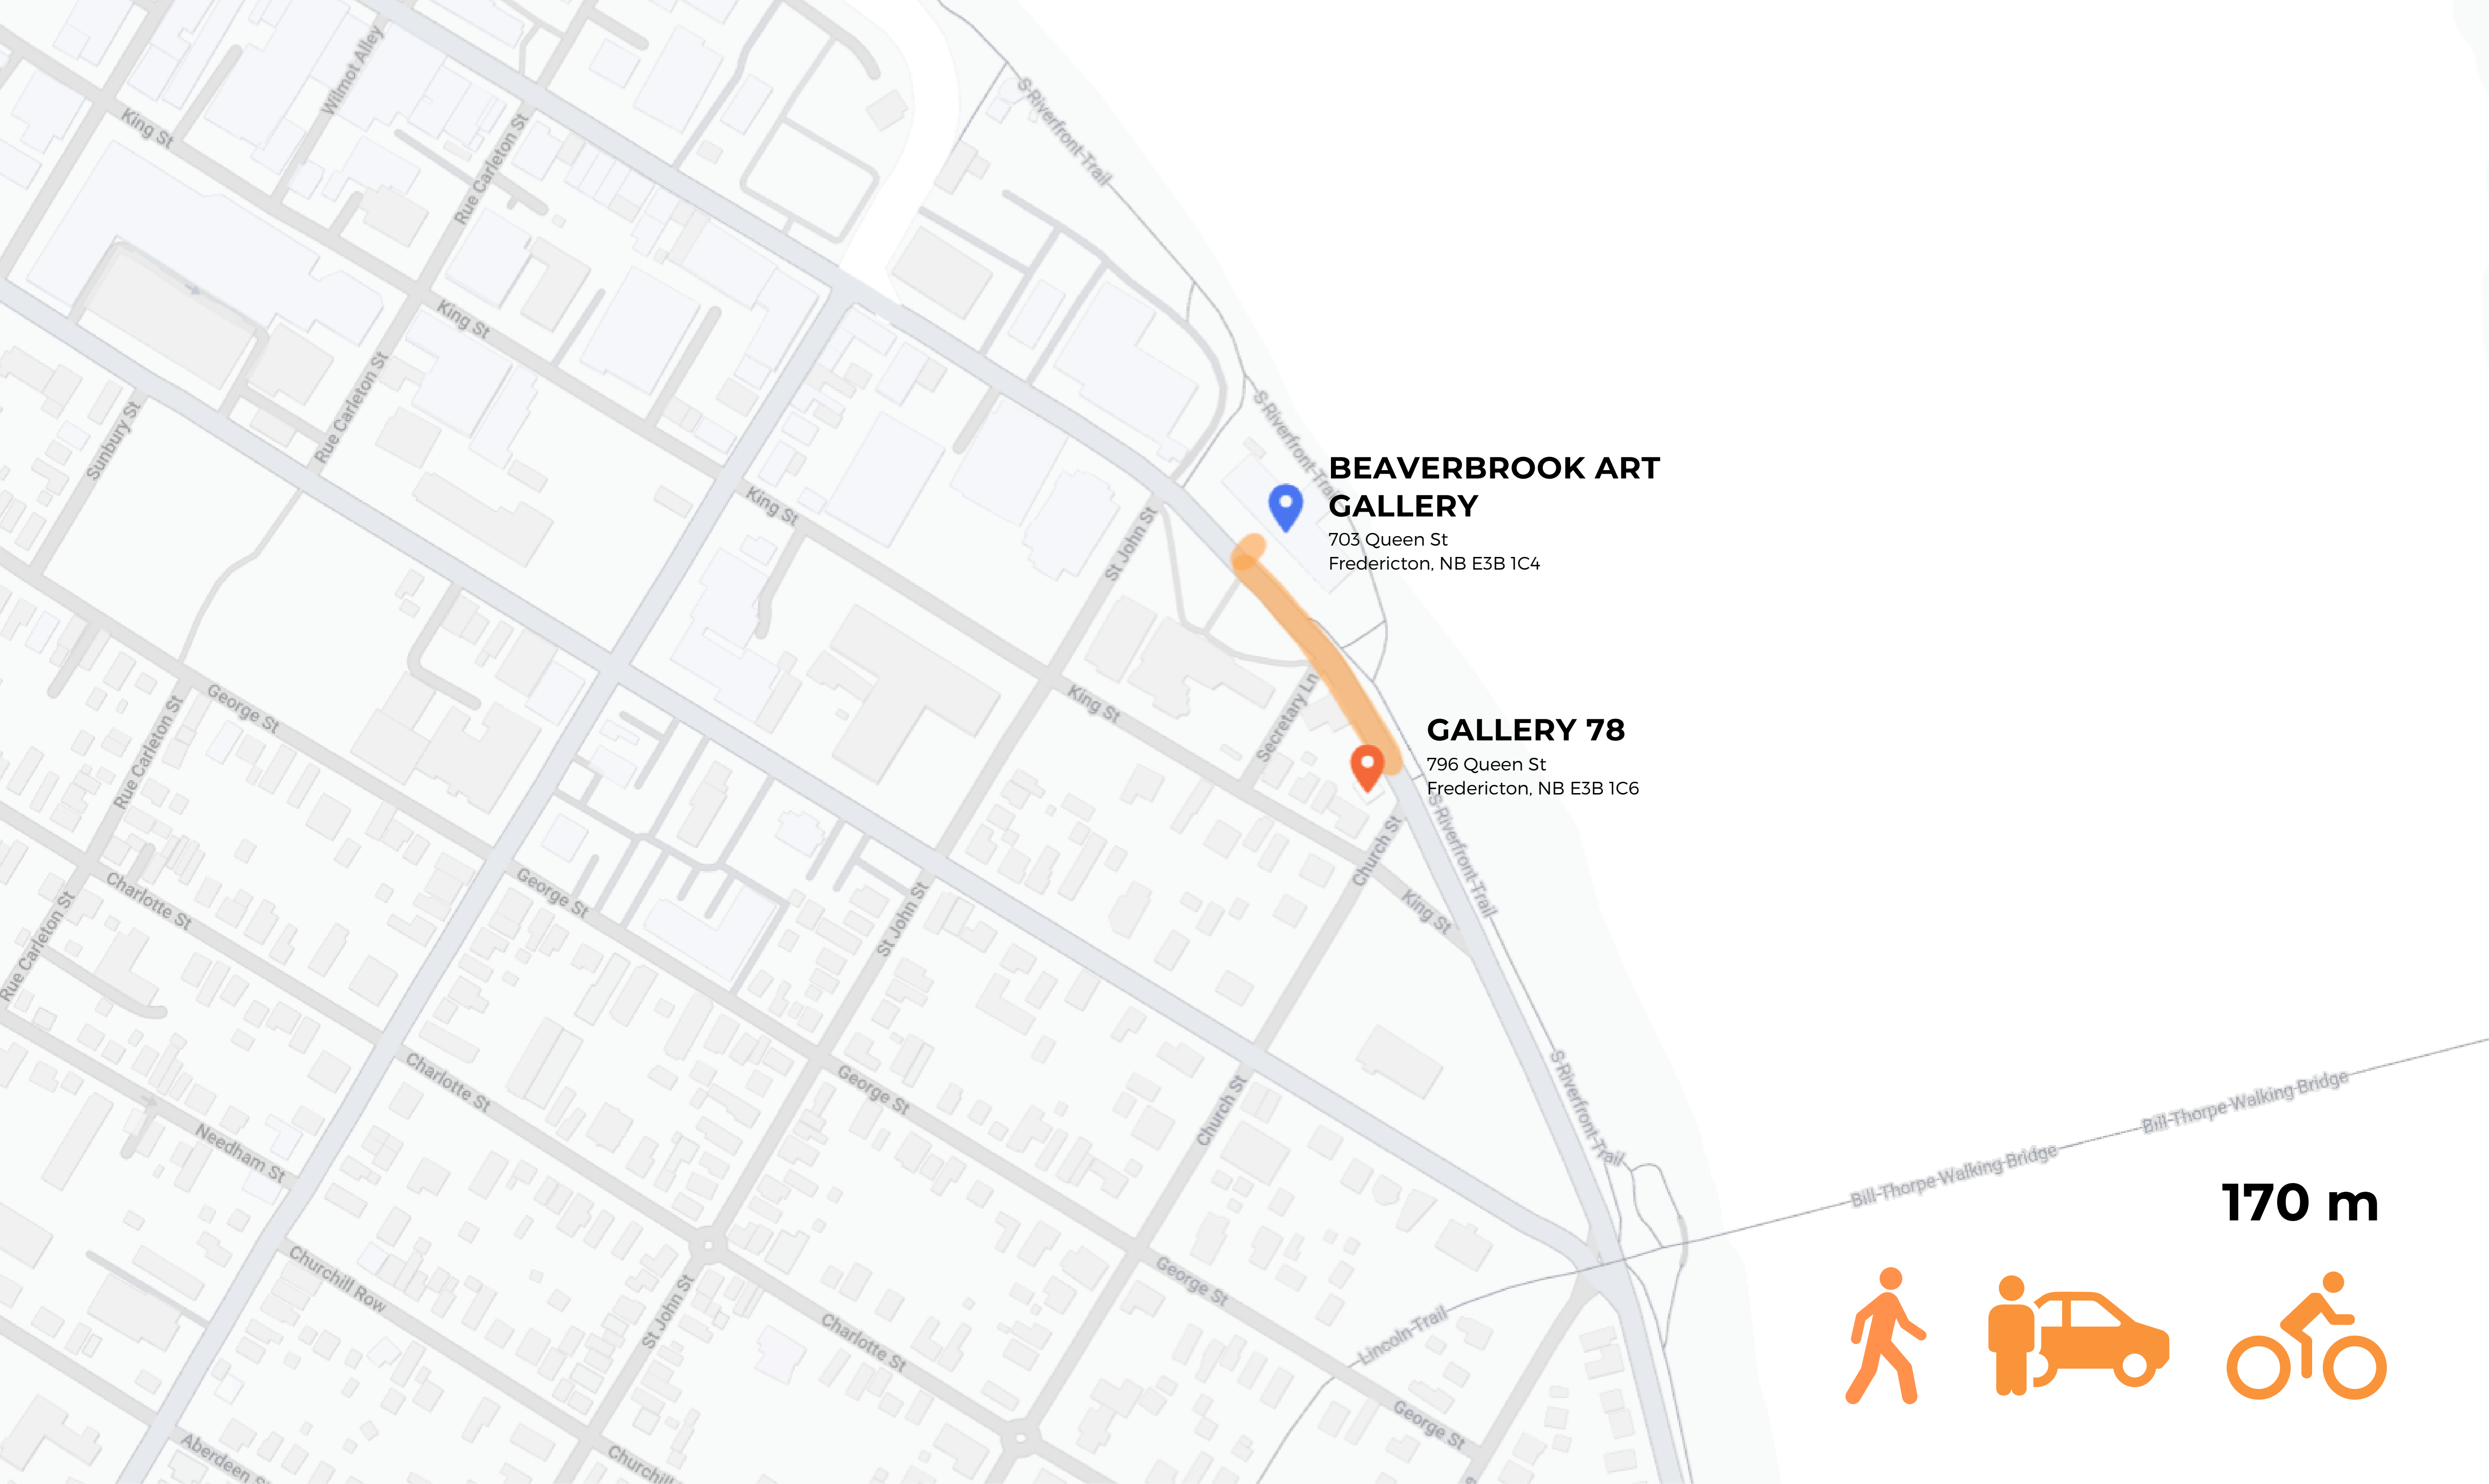 Wilmot Alley
S Riverfront Trail
King St
Rue Carleton St
King St
Rue Carleton St
Sunbury St
S Riverfront Trail
BEAVERBROOK ART
GALLERY
703 Queen St
Fredericton, NB E3B 1C4
King St
St John St
George St
Rue Carleton St
King St
Secretary Ln
GALLERY 78
796 Queen St
Fredericton, NB E3B 1C6
S Riverfront Trail
Church St
King St
Charlotte St
George St
St John St
Rue Carleton St
Charlotte St
George St
Church St
S Riverfront Trail
Needham St
Bill Thorpe Walking Bridge
Bill Thorpe Walking Bridge
170 m
Churchill Row
St John St
George St
Charlotte St
Lincoln Trail
George St
Aberdeen S
Churchill